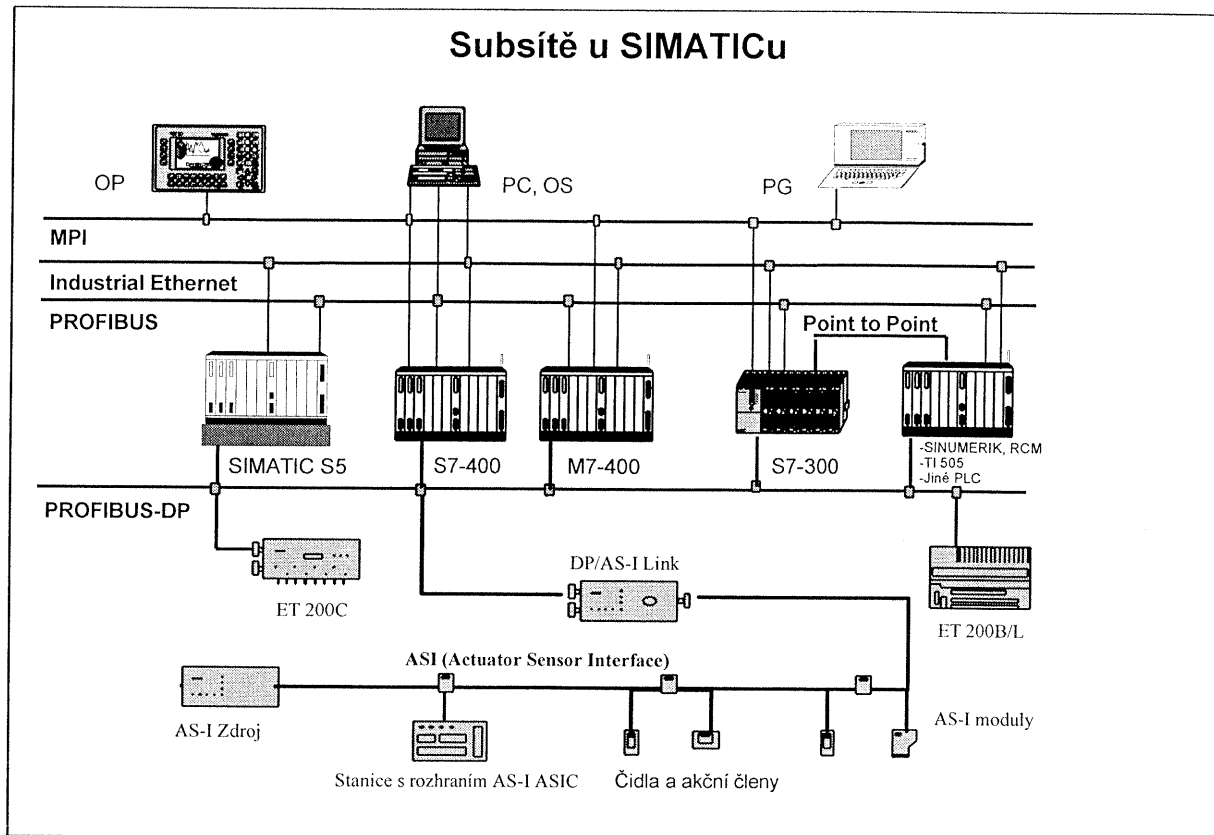 Subsítě u SIMATICu
OP
PC, OS
PG
MPI
Industrial Ethernet
PROFIBUS
Point to Point
SIMATIC S5
S7-400
M7-400
S7-300
-SINUMERIK, RCM
-TI 505
-Jiné PLC
PROFIBUS-DP
ET 200C
DP/AS-I Link
ET 200B/L
ASI (Actuator Sensor Interface)
AS-I Zdroj
AS-I moduly
Stanice s rozhraním AS-I ASIC
Čidla a akční členy